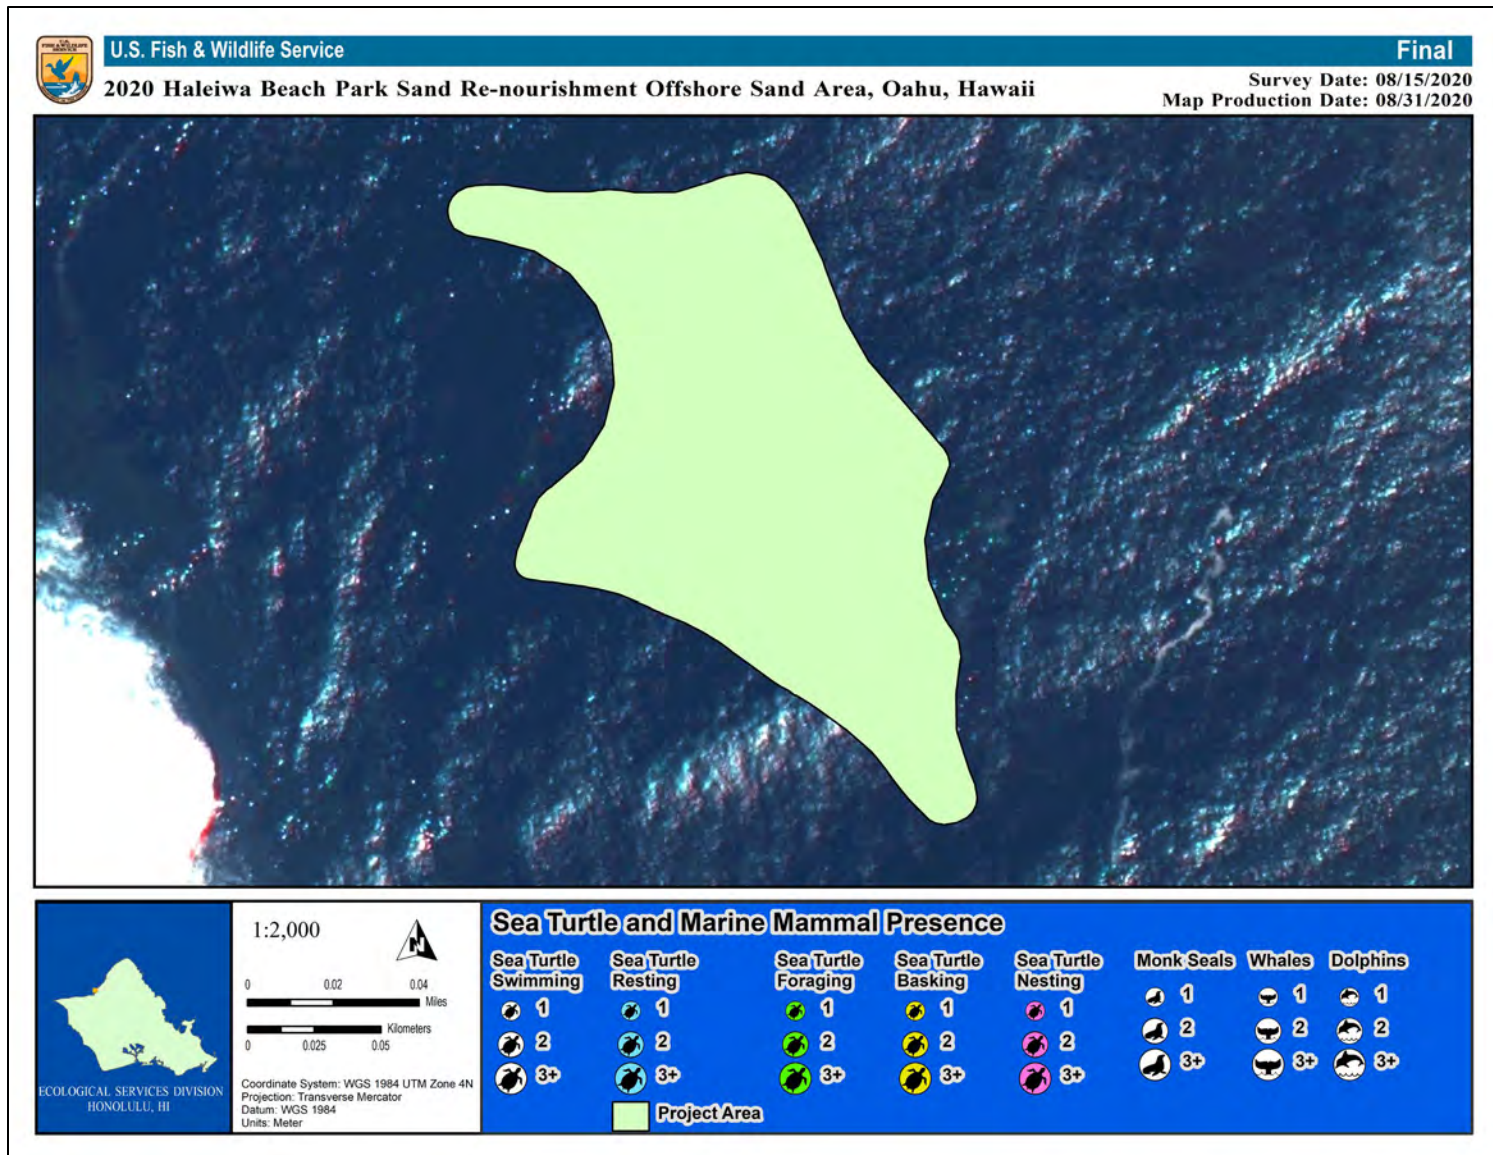 U.S.
FISH & WILDLIFE
SERVICE
U.S. Fish & Wildlife Service
Final
2020 Haleiwa Beach Park Sand Re-nourishment Offshore Sand Area, Oahu, Hawaii
Survey Date: 08/15/2020
Map Production Date: 08/31/2020
ECOLOGICAL SERVICES DIVISION
HONOLULU, HI
1:2,000
N
0 0.02 0.04
Miles
Kilometers
0 0.025 0.05
Coordinate System: WGS 1984 UTM Zone 4N
Projection: Transverse Mercator
Datum: WGS 1984
Units: Meter
Sea Turtle and Marine Mammal Presence
Sea Turtle Swimming
1
2
3+
Sea Turtle Resting
1
2
3+
Sea Turtle Foraging
1
2
3+
Sea Turtle Basking
1
2
3+
Sea Turtle Nesting
1
2
3+
Monk Seals
1
2
3+
Whales
1
2
3+
Dolphins
1
2
3+
Project Area